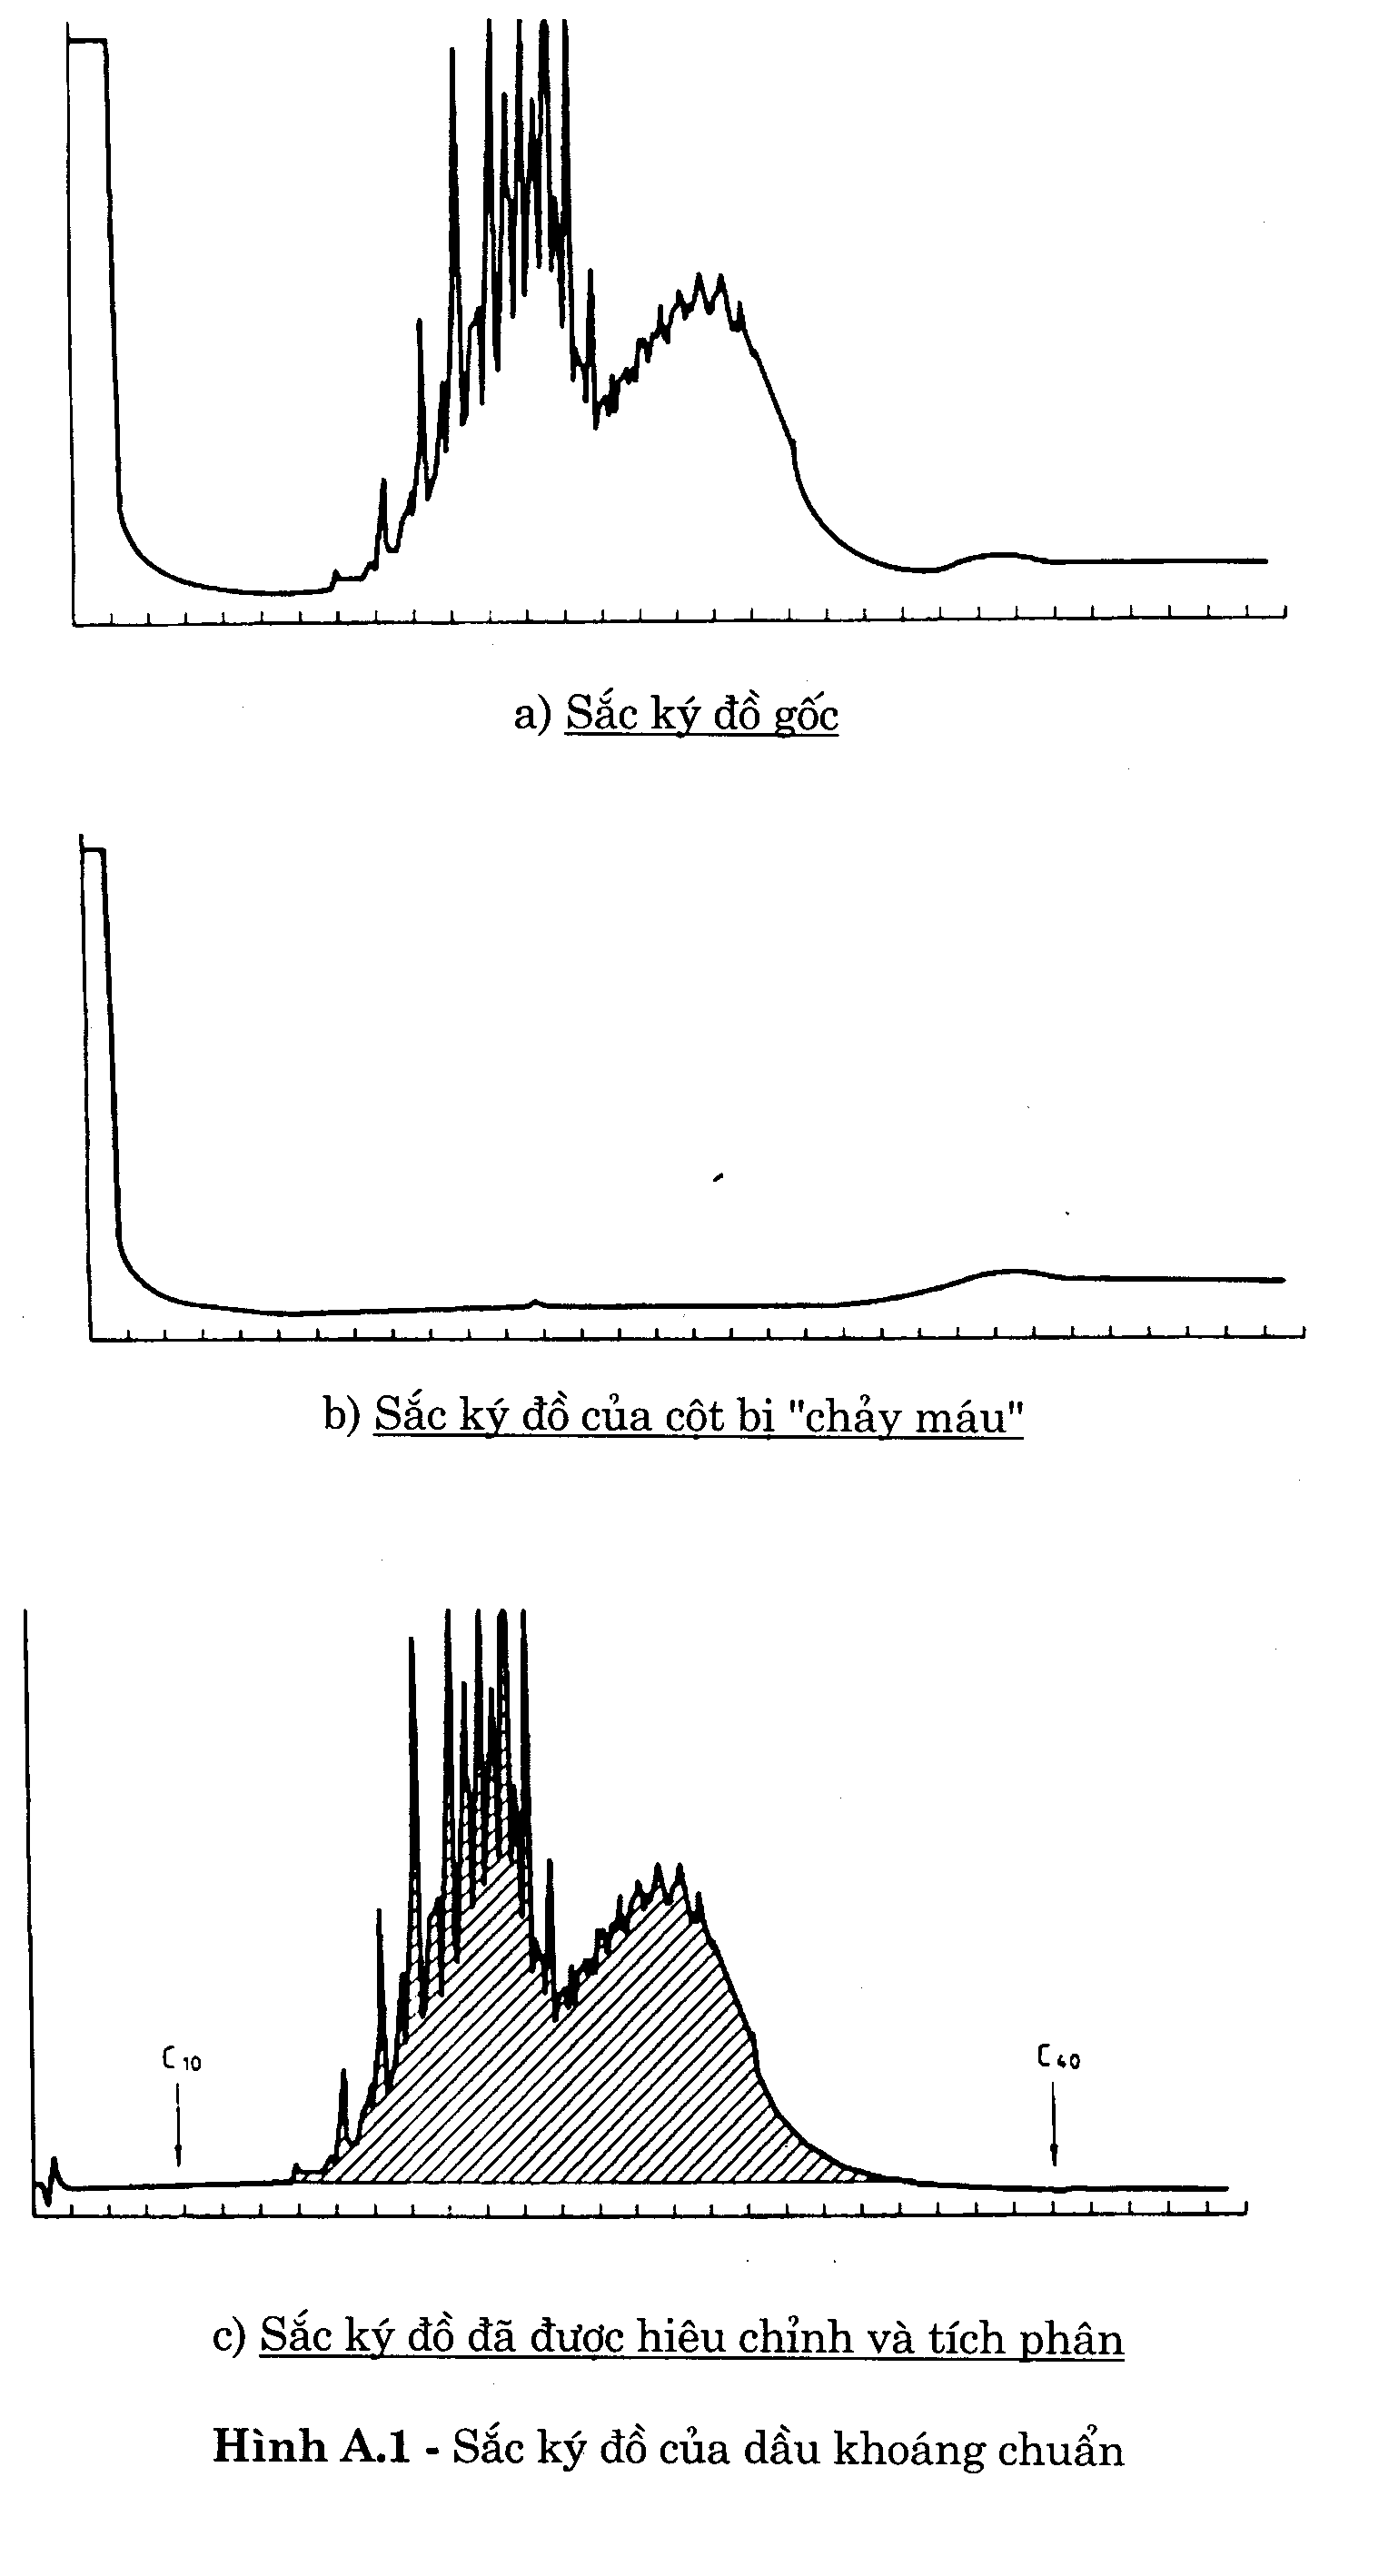 a) Sắc ký đồ gốc
b) Sắc ký đồ của cột bị "chảy máu"
C10
C40
c) Sắc ký đồ đã được hiệu chỉnh và tích phân
Hình A.1 - Sắc ký đồ của dầu khoáng chuẩn